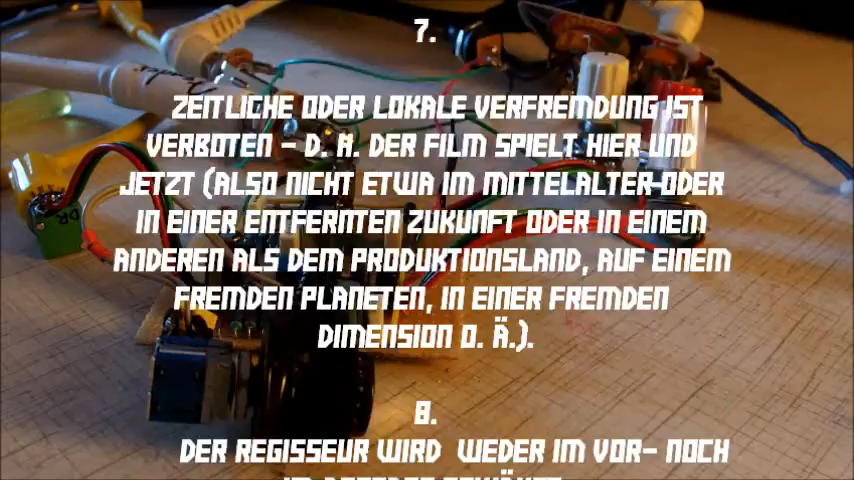 7.
ZEITLICHE ODER LOKALE VERFREMDUNG IST
VERBOTEN - D. H. DER FILM SPIELT HIER UND
JETZT (ALSO NICHT ETWA IM MITTELALTER ODER
IN EINER ENTFERNTEN ZUKUNFT ODER IN EINEM
ANDEREN ALS DEM PRODUKTIONSLAND, AUF EINEM
FREMDEN PLANETEN, IN EINER FREMDEN
DIMENSION O. Ä.).
8.
DER REGISSEUR WIRD WEDER IM VOR- NOCH